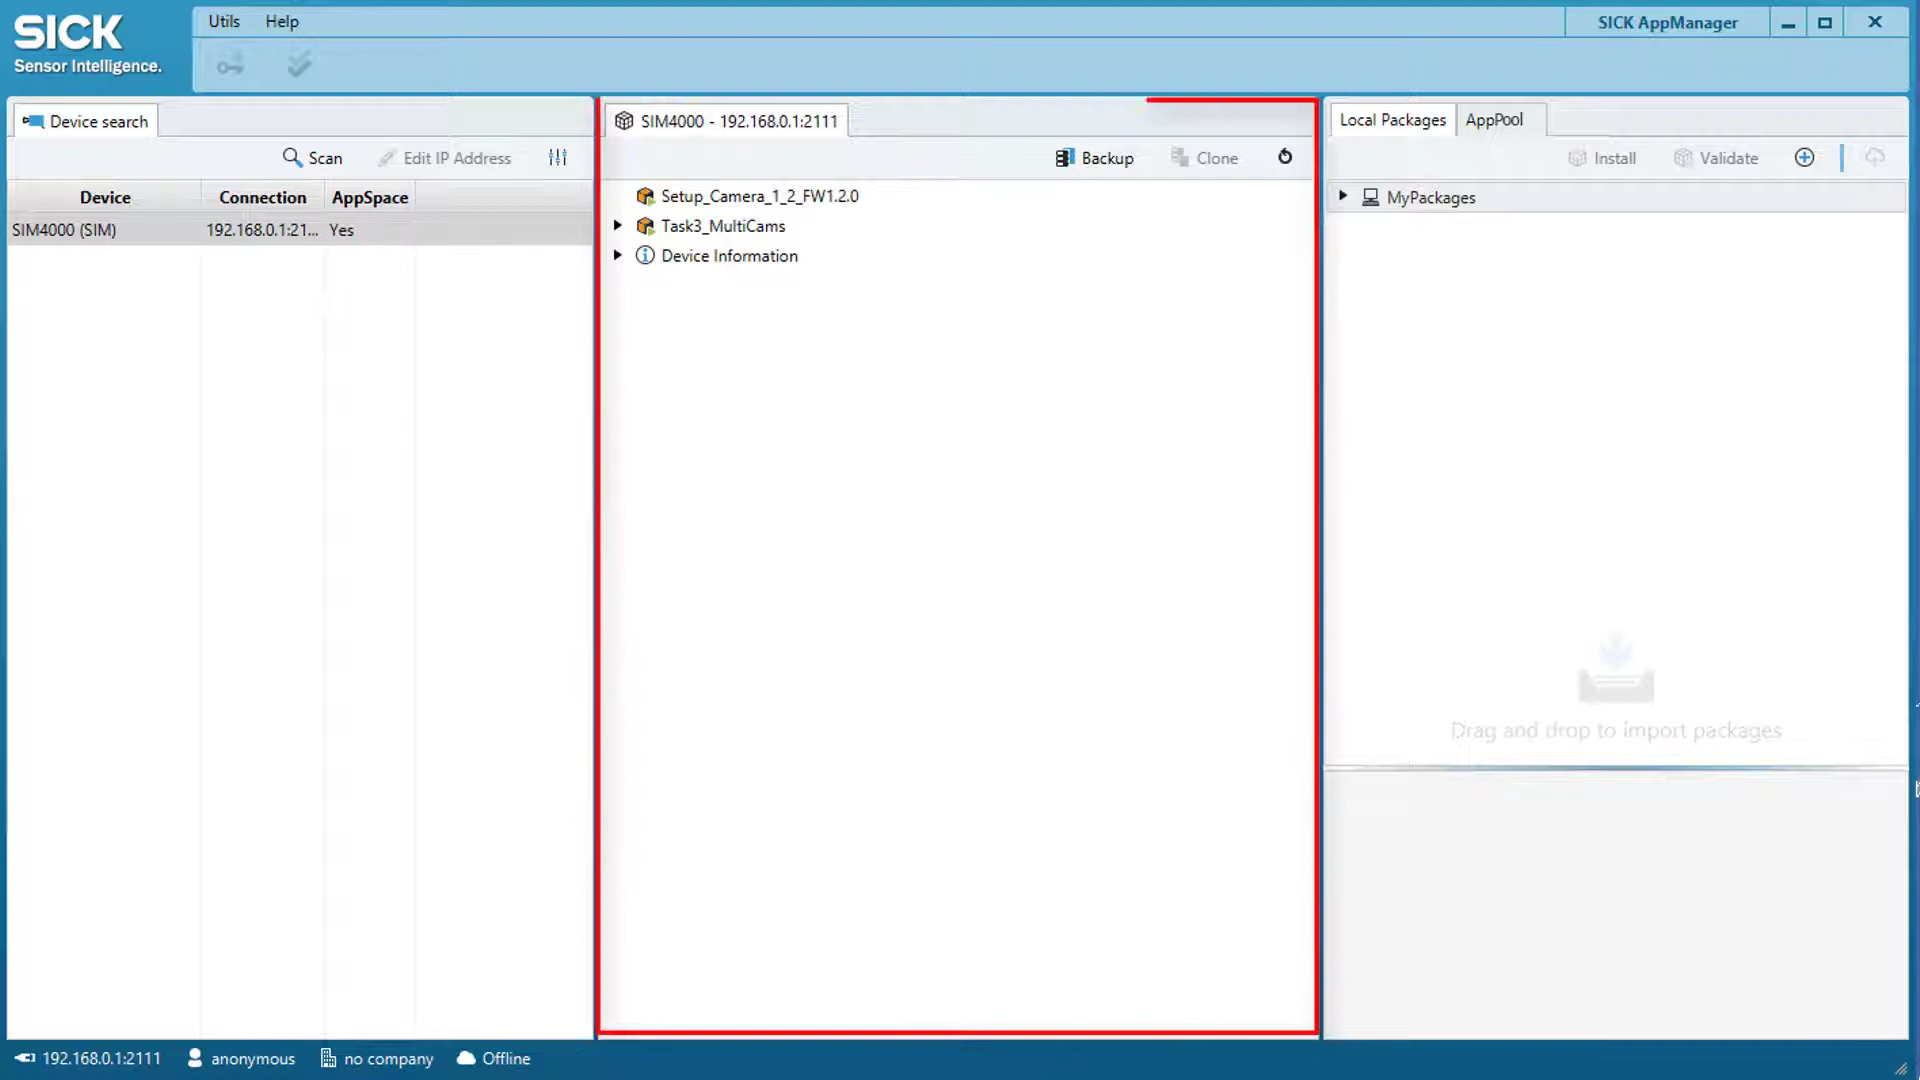 SICK
Sensor Intelligence.
Utils
Help
SICK AppManager
Device search
Scan
Edit IP Address
Device
Connection
AppSpace
SIM4000 (SIM)
192.168.0.1:21...
Yes
SIM4000 - 192.168.0.1:2111
Backup
Clone
Setup_Camera_1_2_FW1.2.0
Task3_MultiCams
Device Information
Local Packages
AppPool
Install
Validate
MyPackages
Drag and drop to import packages
192.168.0.1:2111
anonymous
no company
Offline